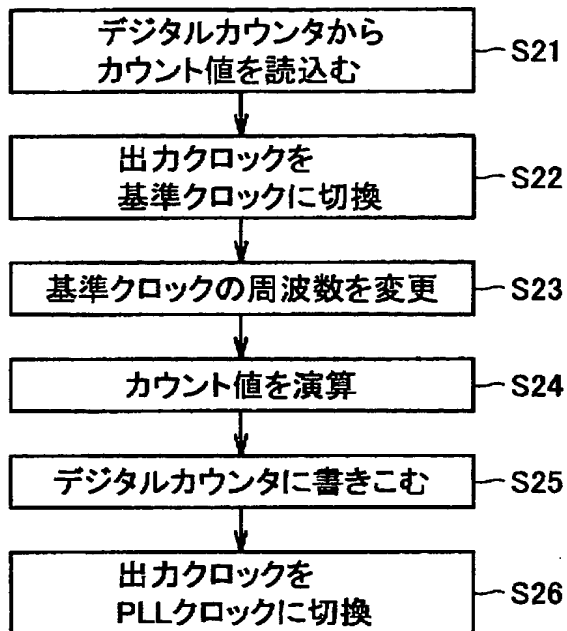 デジタルカウンタから
カウント値を読込む
S21
出力クロックを
基準クロックに切換
S22
基準クロックの周波数を変更
S23
カウント値を演算
S24
デジタルカウンタに書きこむ
S25
出力クロックを
PLLクロックに切換
S26